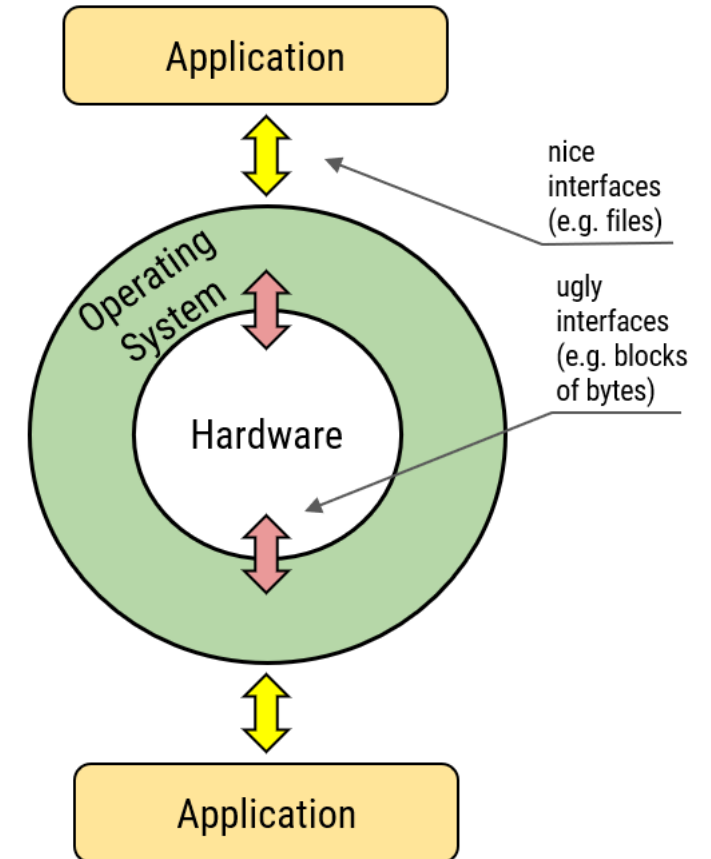 Application
nice
interfaces
(e.g. files)
Operating
System
ugly
interfaces
(e.g. blocks
of bytes)
Hardware
Application